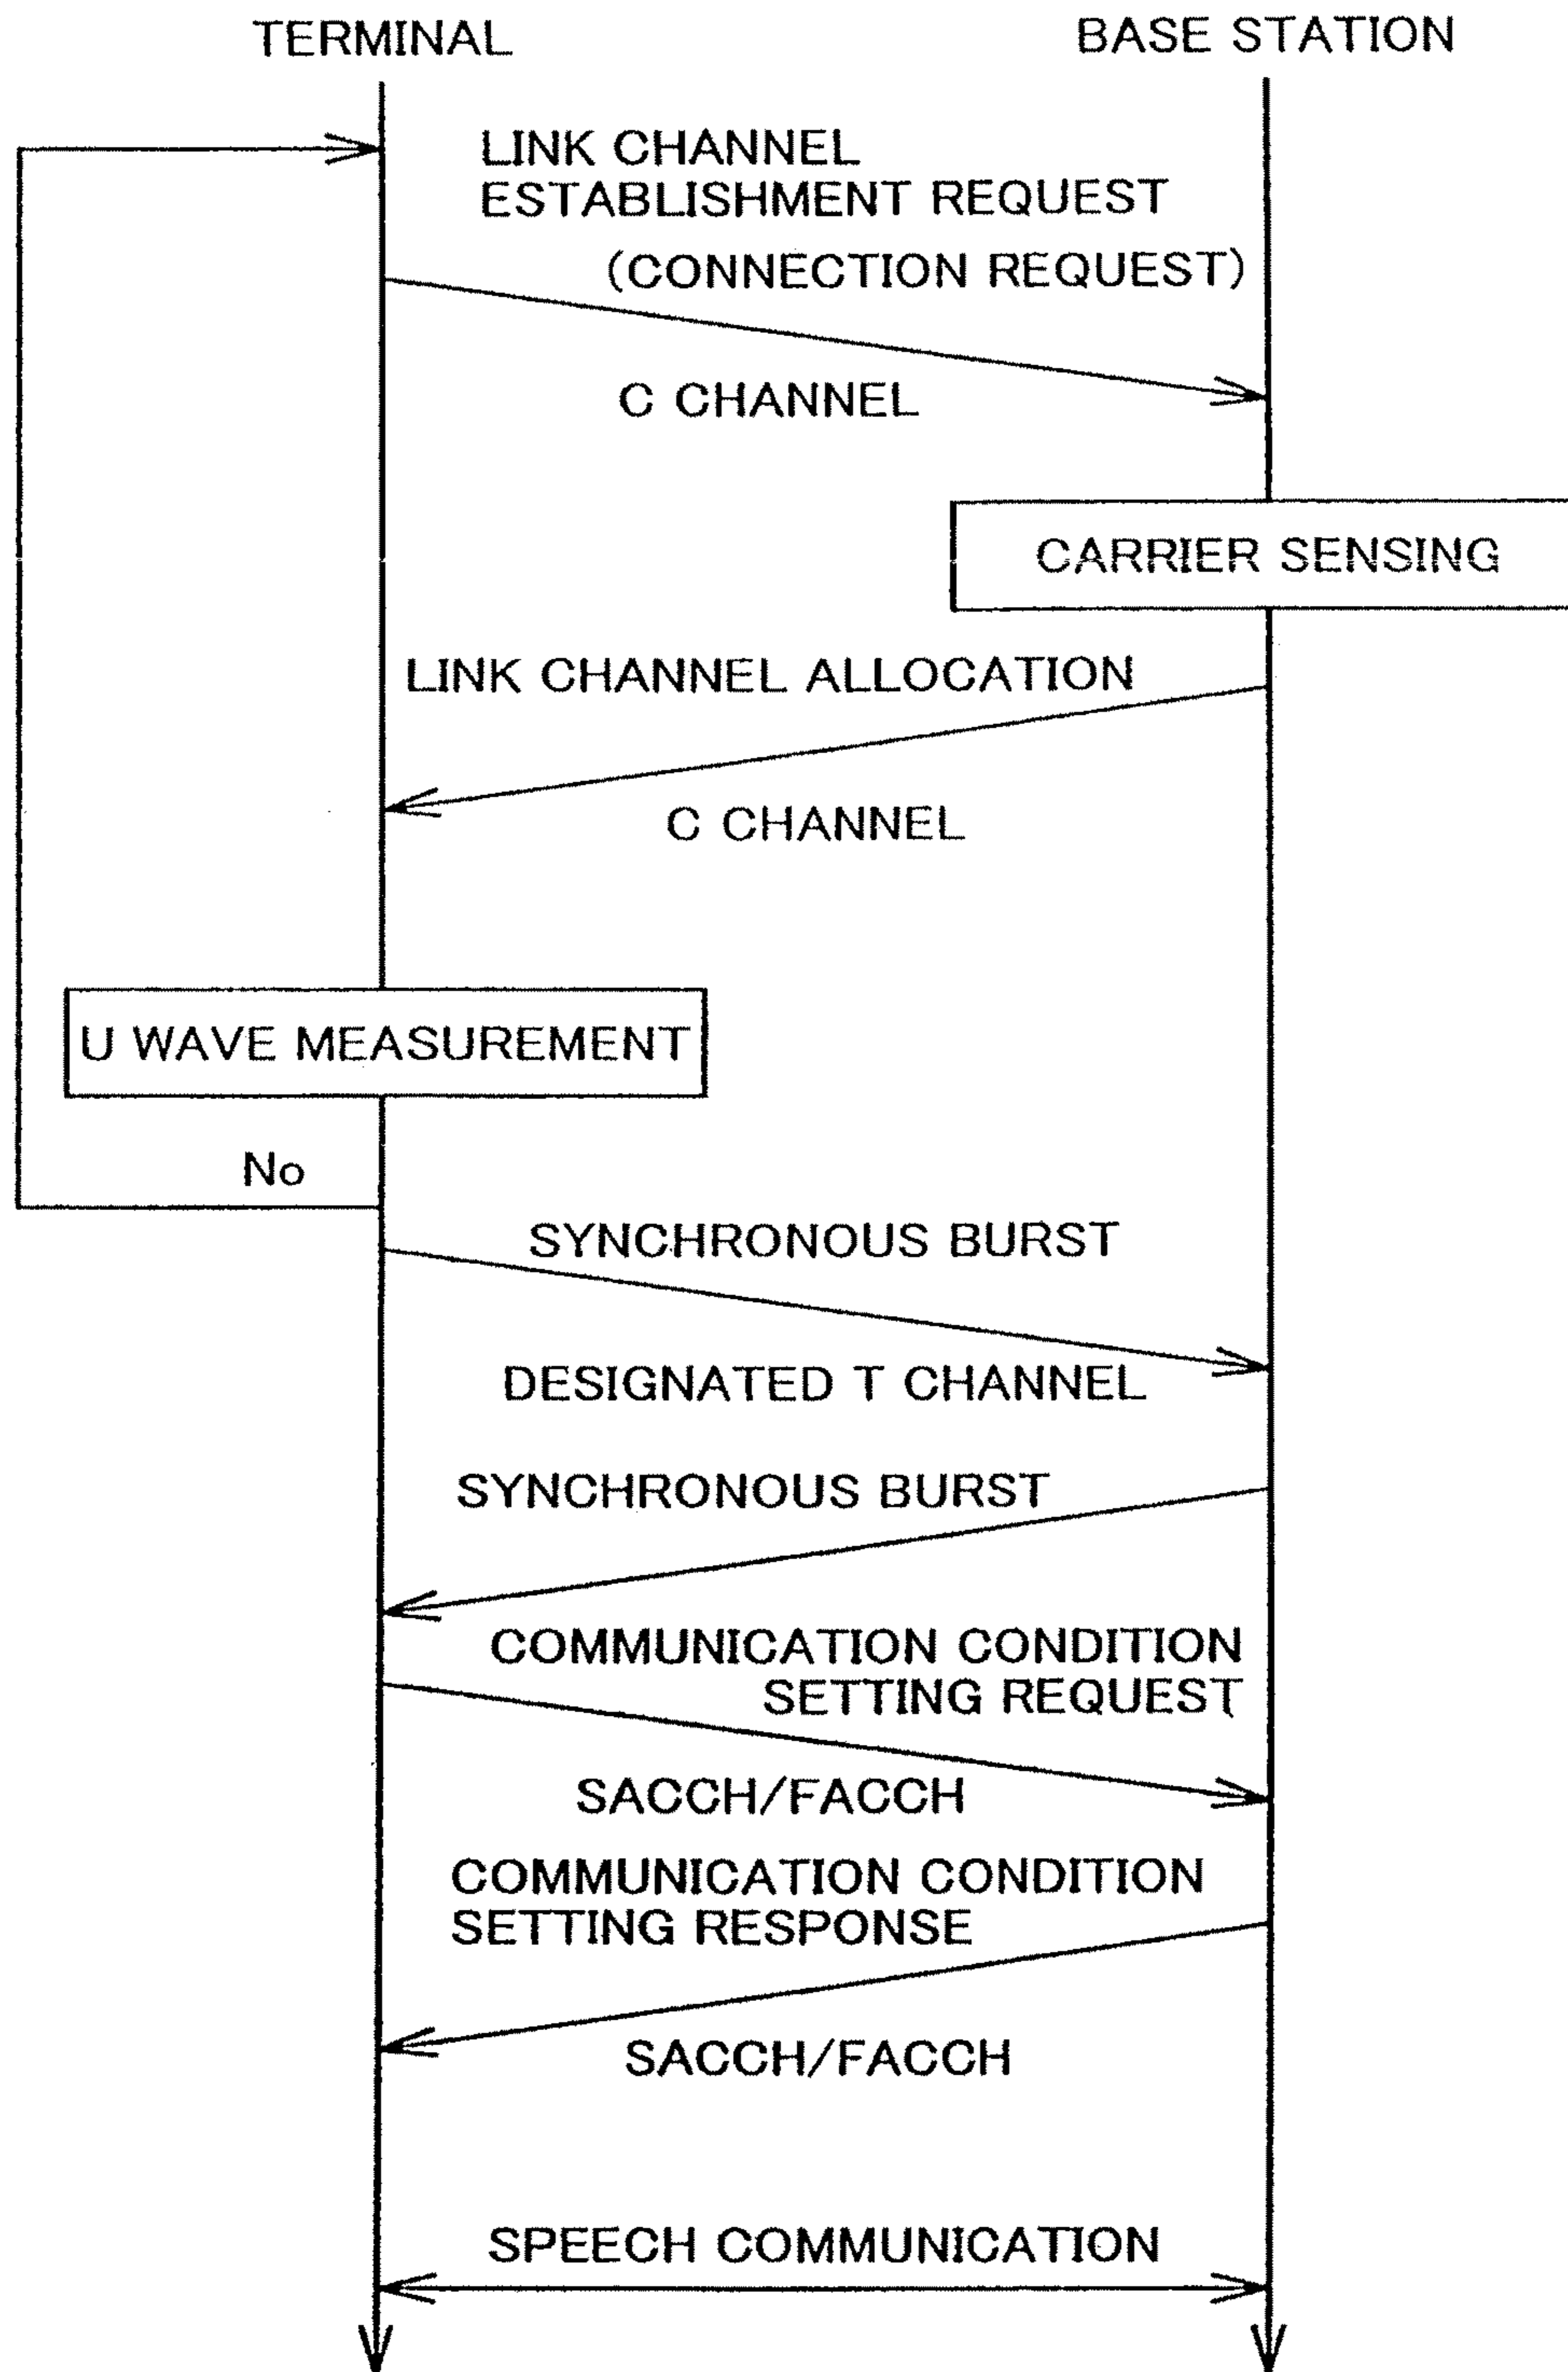 TERMINAL
BASE STATION
LINK CHANNEL
ESTABLISHMENT REQUEST
(CONNECTION REQUEST)
C CHANNEL
CARRIER SENSING
LINK CHANNEL ALLOCATION
C CHANNEL
U WAVE MEASUREMENT
No
SYNCHRONOUS BURST
DESIGNATED T CHANNEL
SYNCHRONOUS BURST
COMMUNICATION CONDITION
SETTING REQUEST
SACCH/FACCH
COMMUNICATION CONDITION
SETTING RESPONSE
SACCH/FACCH
SPEECH COMMUNICATION